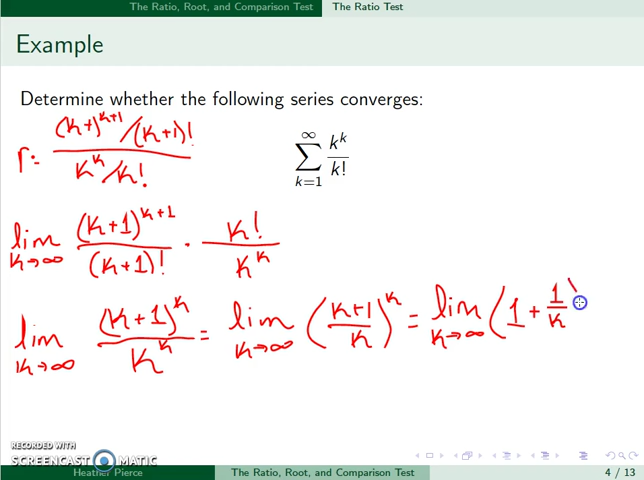 The Ratio, Root, and Comparison Test The Ratio Test
Example
Determine whether the following series converges:
r = (k+1)^{k+1}/(k+1)! / k^k/k!
∑_{k=1}^{∞} k^k / k!
lim_{k→∞} (k+1)^{k+1} / (k+1)! · k! / k^k
lim_{k→∞} (k+1)^k / k^k = lim_{k→∞} ( k+1 / k )^k = lim_{k→∞} ( 1 + 1/k )
RECORDED WITH
SCREENCAST MATIC
Heather Pierce The Ratio, Root, and Comparison Test 4 / 13